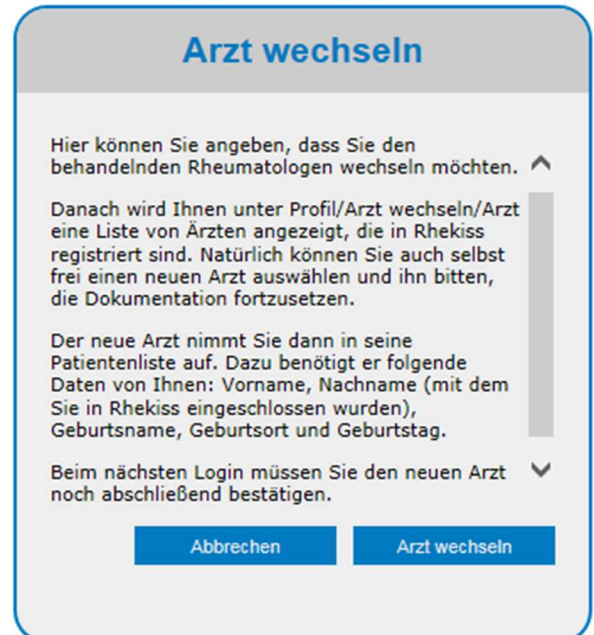 Arzt wechseln
Hier können Sie angeben, dass Sie den
behandelnden Rheumatologen wechseln möchten.
Danach wird Ihnen unter Profil/Arzt wechseln/Arzt
eine Liste von Ärzten angezeigt, die in Rhekiss
registriert sind. Natürlich können Sie auch selbst
frei einen neuen Arzt auswählen und ihn bitten,
die Dokumentation fortzusetzen.
Der neue Arzt nimmt Sie dann in seine
Patientenliste auf. Dazu benötigt er folgende
Daten von Ihnen: Vorname, Nachname (mit dem
Sie in Rhekiss eingeschlossen wurden),
Geburtsname, Geburtsort und Geburtstag.
Beim nächsten Login müssen Sie den neuen Arzt
noch abschließend bestätigen.
Abbrechen Arzt wechseln